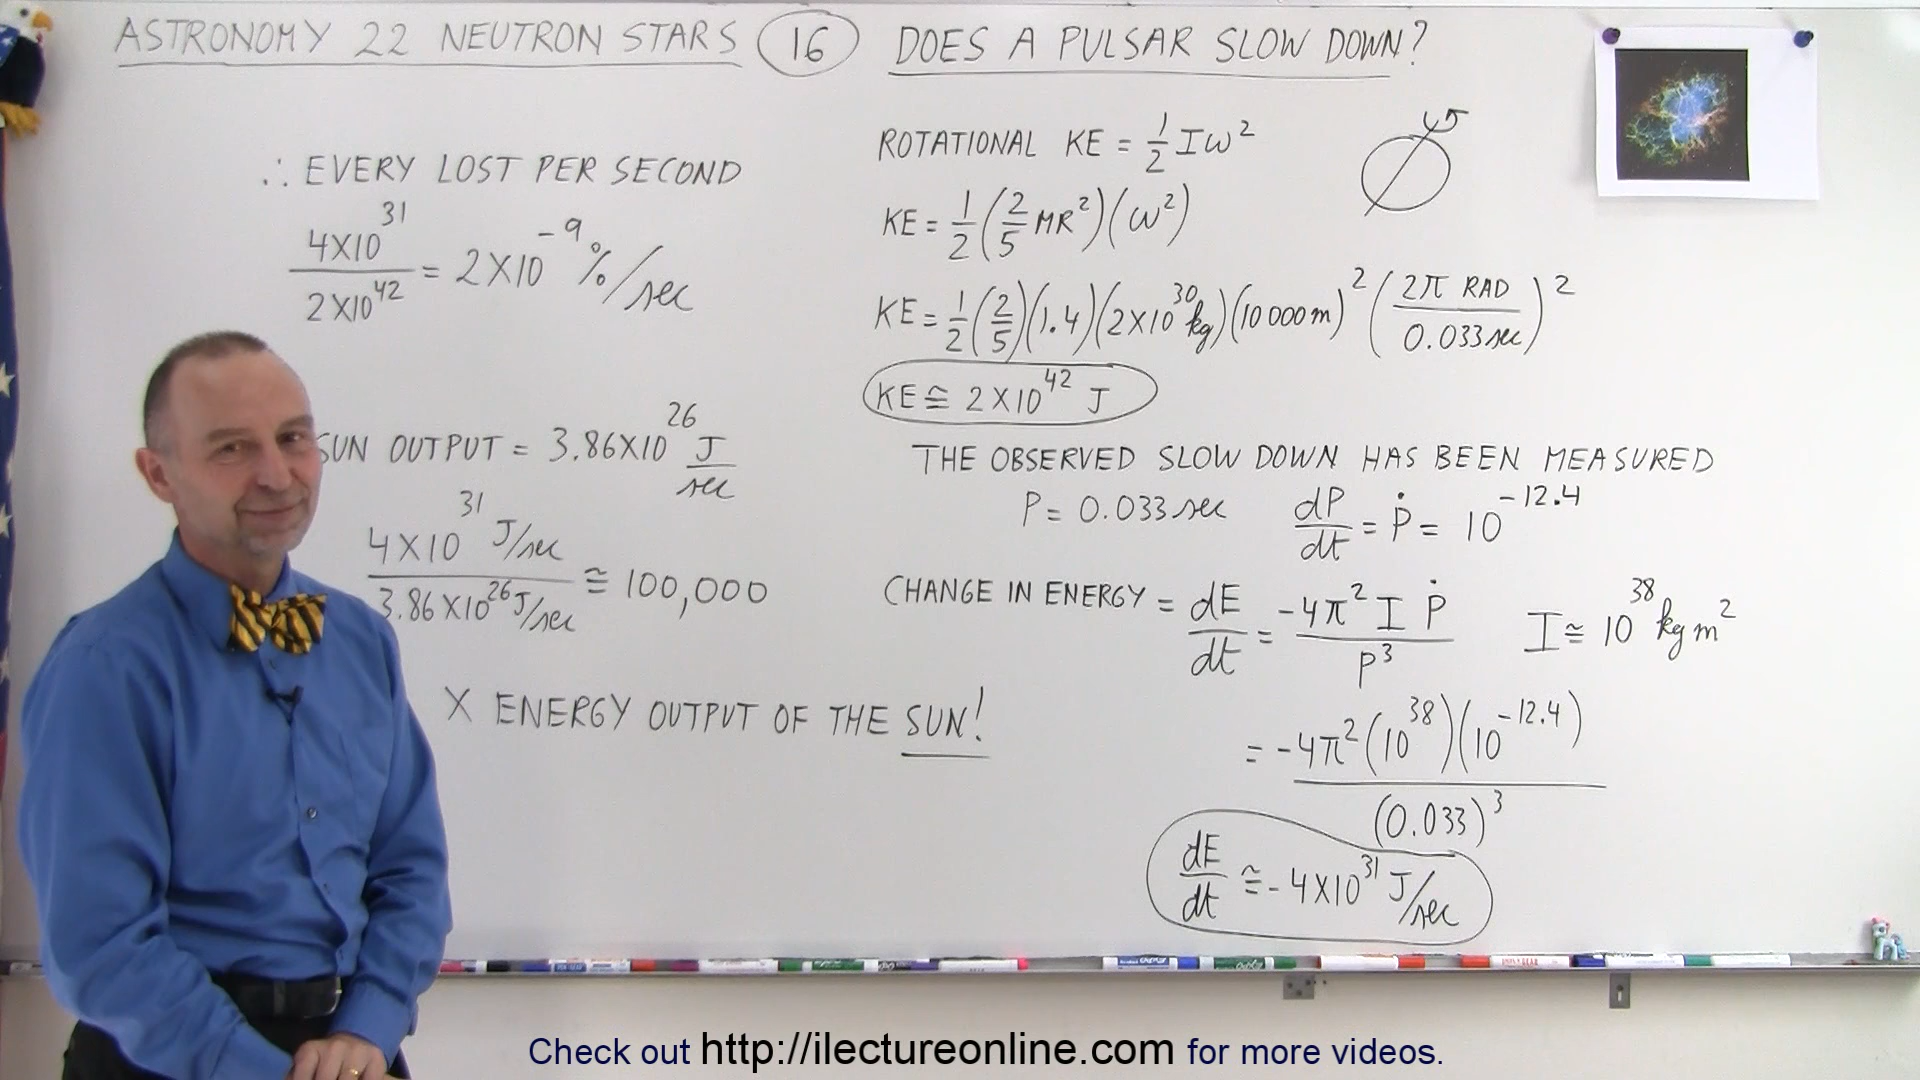 ASTRONOMY 22 NEUTRON STARS 16 DOES A PULSAR SLOW DOWN?
∴ EVERY LOST PER SECOND
4X10^31 / 2X10^42 = 2X10^-9 %/sec
SUN OUTPUT = 3.86X10^26 J/sec
4X10^31 J/sec / 3.86X10^26 J/sec ≅ 100,000
X ENERGY OUTPUT OF THE SUN!
ROTATIONAL KE = 1/2 Iω^2
KE = 1/2 (2/5 MR^2)(ω^2)
KE = 1/2 (2/5)(1.4)(2X10^30 kg)(10000m)^2 (2π RAD / 0.033sec)^2
KE ≅ 2X10^42 J
THE OBSERVED SLOW DOWN HAS BEEN MEASURED
P = 0.033sec dP/dt = Ṗ = 10^-12.4
CHANGE IN ENERGY = dE/dt = -4π^2 I Ṗ / P^3 I ≅ 10^38 kg m^2
= -4π^2 (10^38)(10^-12.4) / (0.033)^3
dE/dt ≅ -4X10^31 J/sec
Check out http://ilectureonline.com for more videos.